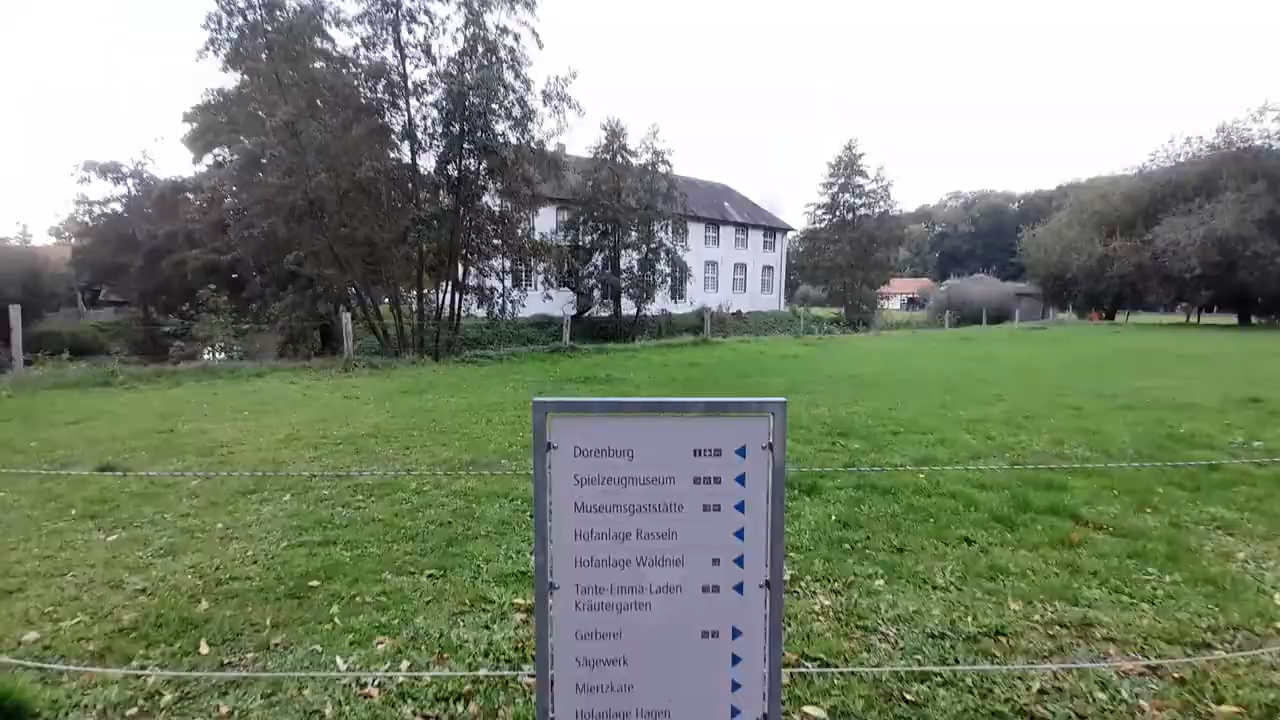 Dorenburg
Spielzeugmuseum
Museumsgaststätte
Hofanlage Rasseln
Hofanlage Waldniel
Tante-Emma-Laden
Kräutergarten
Gerberei
Sägewerk
Miertzkate
Hofanlage Hagen